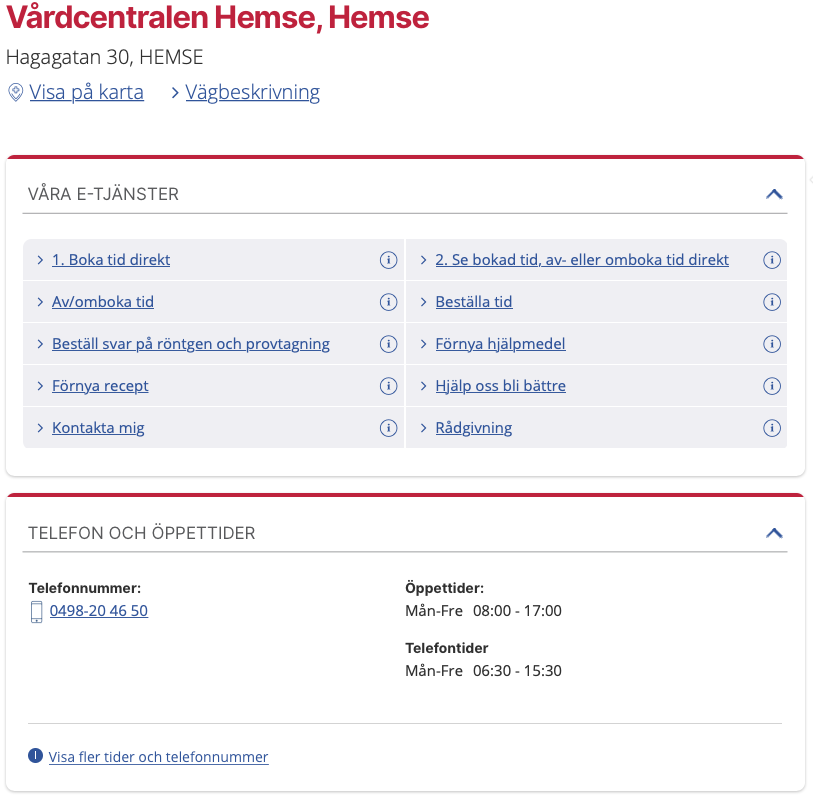 Vårdcentralen Hemse, Hemse
Hagagatan 30, HEMSE
Visa på karta Vägbeskrivning
VÅRA E-TJÄNSTER
1. Boka tid direkt
2. Se bokad tid, av- eller omboka tid direkt
Av/omboka tid
Beställa tid
Beställ svar på röntgen och provtagning
Förnya hjälpmedel
Förnya recept
Hjälp oss bli bättre
Kontakta mig
Rådgivning
TELEFON OCH ÖPPETTIDER
Telefonnummer:
0498-20 46 50
Öppettider:
Mån-Fre 08:00 - 17:00
Telefontider
Mån-Fre 06:30 - 15:30
Visa fler tider och telefonnummer